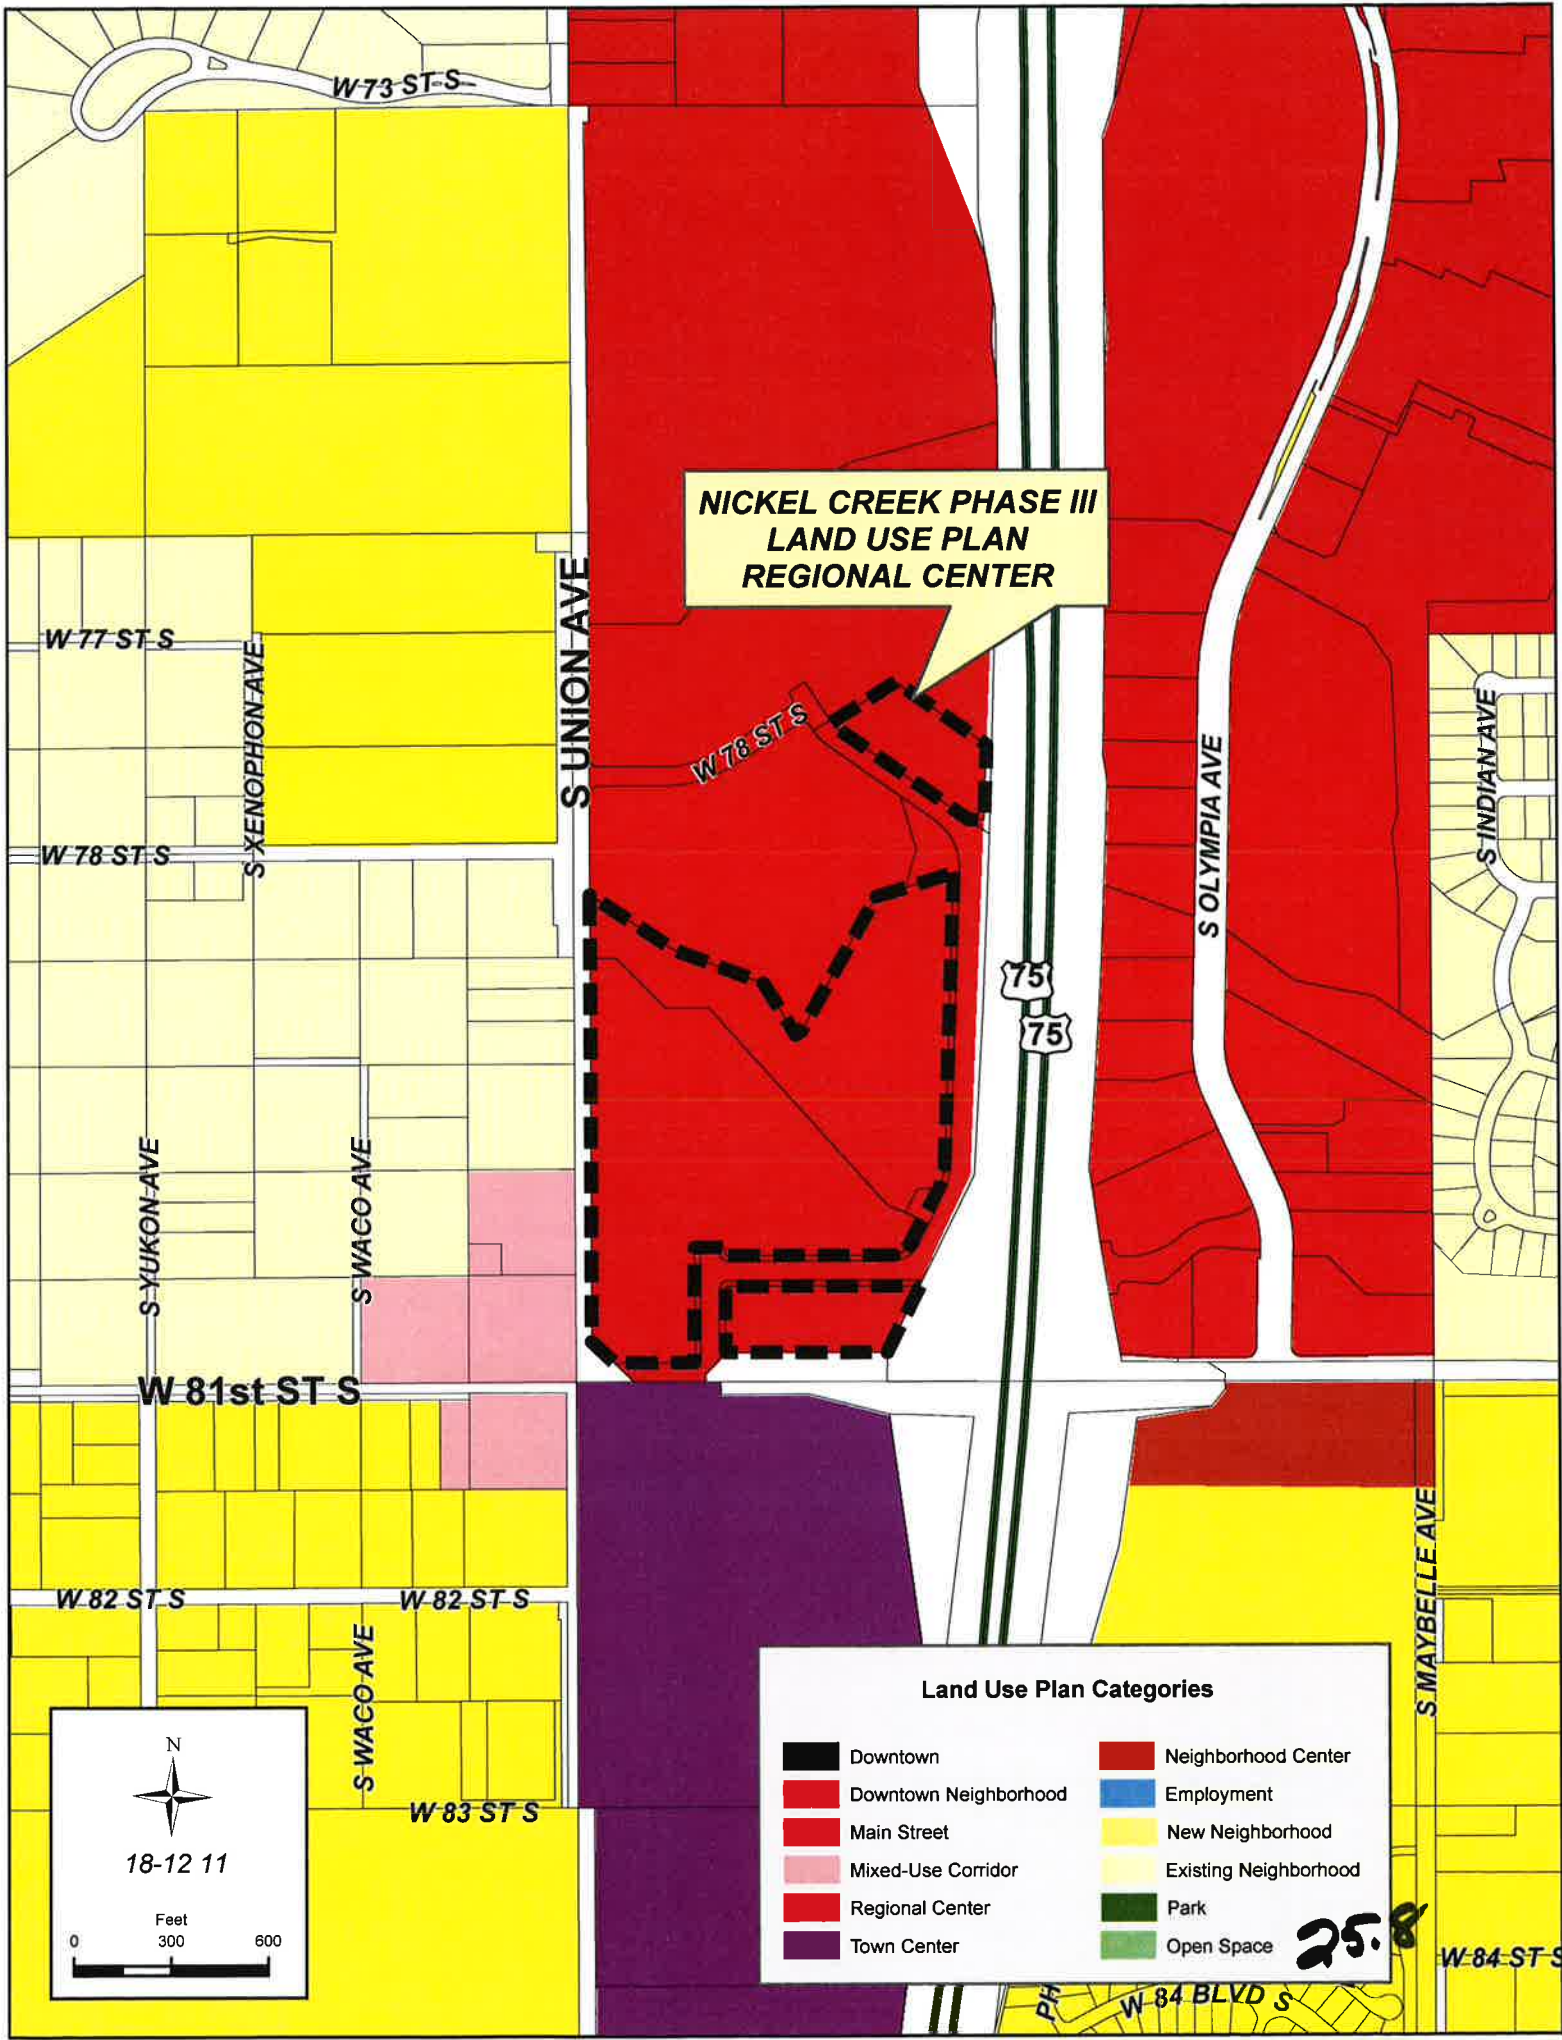 W 73 ST S
NICKEL CREEK PHASE III
LAND USE PLAN
REGIONAL CENTER
S UNION AVE
W 77 ST S
S XENOPHON AVE
W 78 ST S
S OLYMPIA AVE
S INDIAN AVE
W 78 ST S
75
75
S YUKON AVE
S WACO AVE
W 81st ST S
W 82 ST S
W 82 ST S
S MAYBELLE AVE
S WACO AVE
W 83 ST S
N
18-12 11
Feet
0 300 600
Land Use Plan Categories
Downtown
Downtown Neighborhood
Main Street
Mixed-Use Corridor
Regional Center
Town Center
Neighborhood Center
Employment
New Neighborhood
Existing Neighborhood
Park
Open Space
25.8
W 84 ST S
PH
W 84 BLVD S